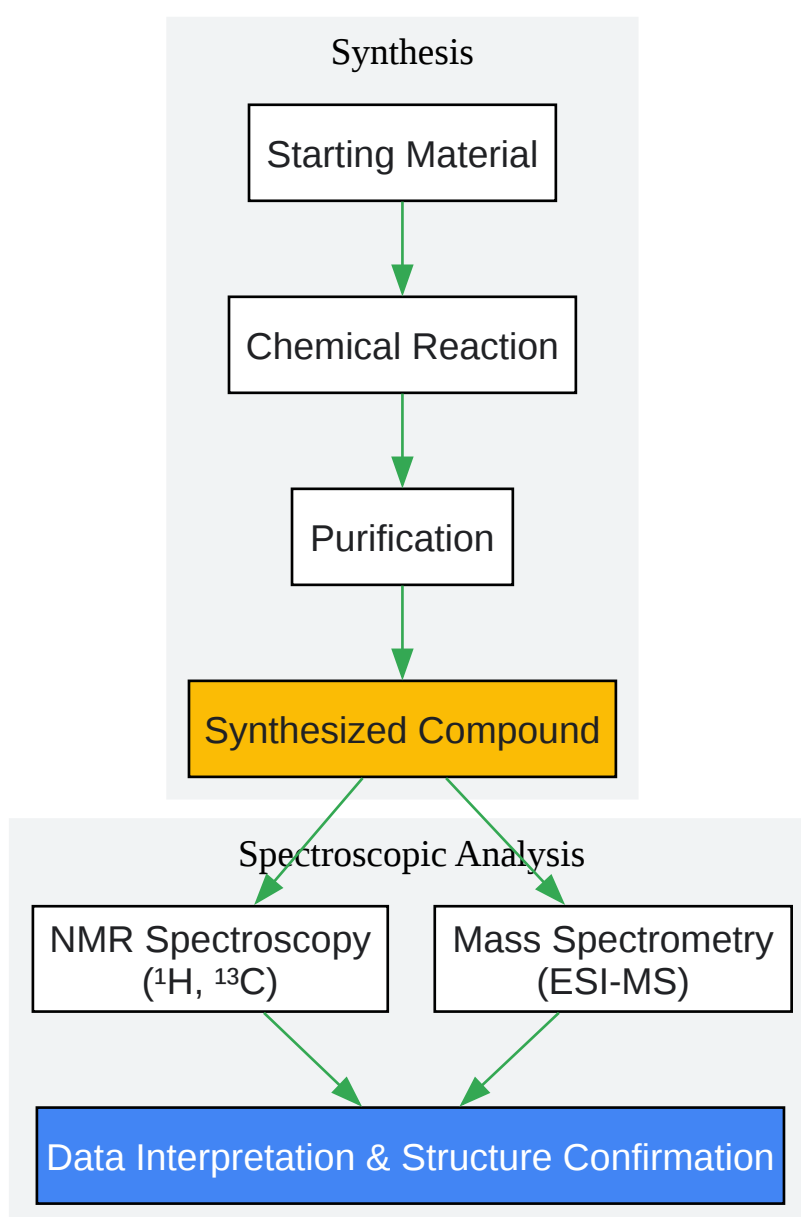 Synthesis
Starting Material
Chemical Reaction
Purification
Synthesized Compound
Spectroscopic Analysis
NMR Spectroscopy
(¹H, ¹³C)
Mass Spectrometry
(ESI-MS)
Data Interpretation & Structure Confirmation